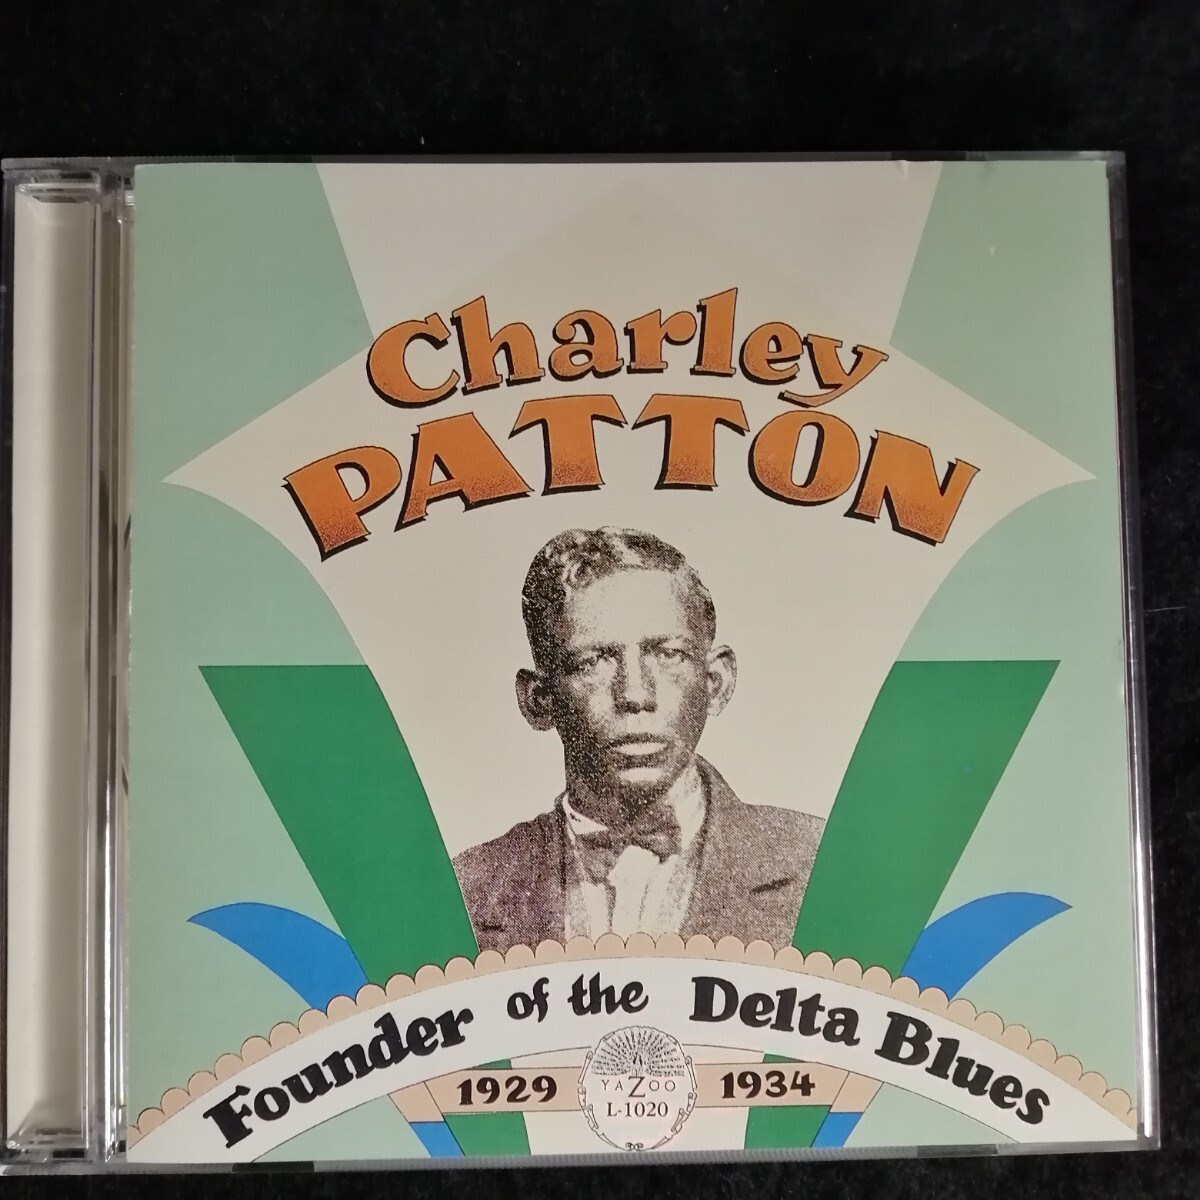 Charley
PATTON
Founder of the Delta Blues
1929 YAZOO 1934
L-1020